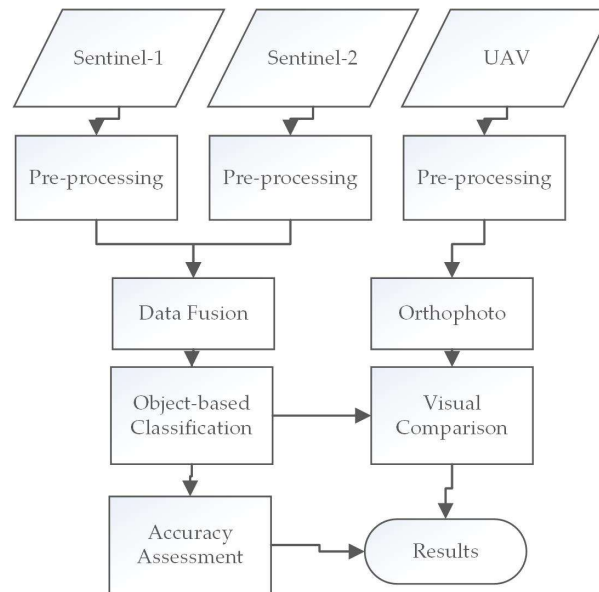 Sentinel-1
Sentinel-2
UAV
Pre-processing
Pre-processing
Pre-processing
Data Fusion
Orthophoto
Object-based
Classification
Visual
Comparison
Accuracy
Assessment
Results